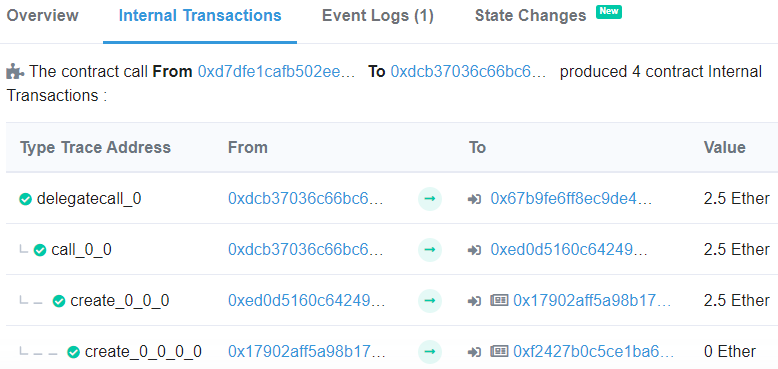 Overview Internal Transactions Event Logs (1) State Changes New
The contract call From 0xd7dfe1cafb502ee... To 0xdcb37036c66bc6... produced 4 contract Internal
Transactions :
Type Trace Address From To Value
delegatecall_0 0xdcb37036c66bc6... 0x67b9fe6ff8ec9de4... 2.5 Ether
call_0_0 0xdcb37036c66bc6... 0xed0d5160c64249... 2.5 Ether
create_0_0_0 0xed0d5160c64249... 0x17902aff5a98b17... 2.5 Ether
create_0_0_0_0 0x17902aff5a98b17... 0xf2427b0c5ce1ba6... 0 Ether